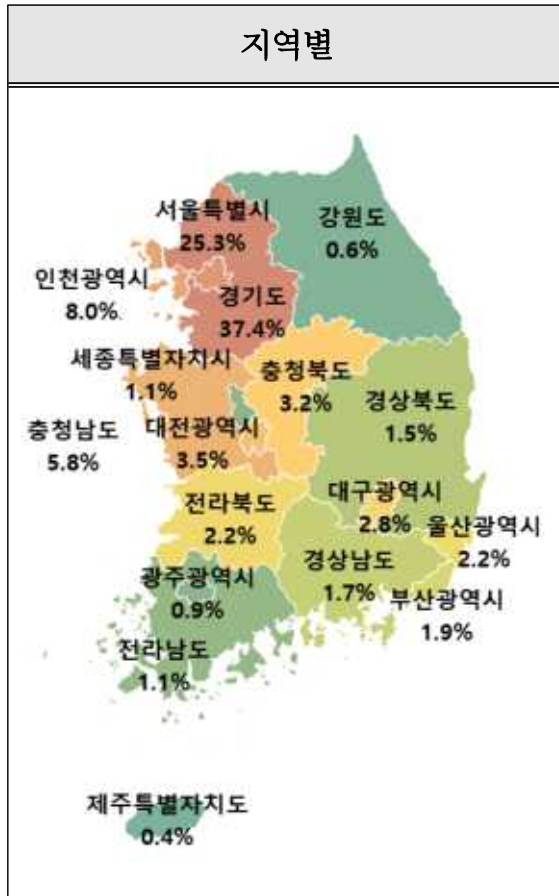 지역별
서울특별시
25.3%
강원도
0.6%
인천광역시
8.0%
경기도
37.4%
세종특별자치시
1.1%
충청북도
3.2%
경상북도
1.5%
충청남도
5.8%
대전광역시
3.5%
대구광역시
2.8%
전라북도
2.2%
울산광역시
2.2%
경상남도
1.7%
광주광역시
0.9%
부산광역시
1.9%
전라남도
1.1%
제주특별자치도
0.4%